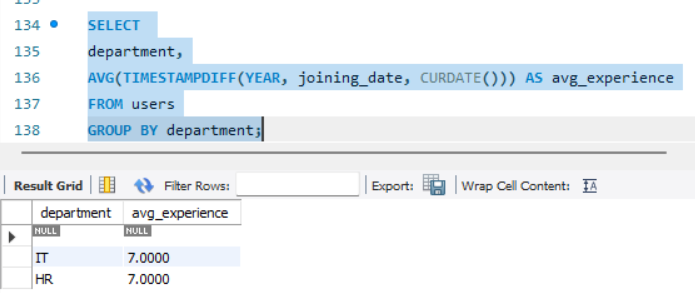 134 SELECT
135 department,
136 AVG(TIMESTAMPDIFF(YEAR, joining_date, CURDATE())) AS avg_experience
137 FROM users
138 GROUP BY department;
Result Grid Filter Rows: Export: Wrap Cell Content: IA
department avg_experience
NULL NULL
IT 7.0000
HR 7.0000